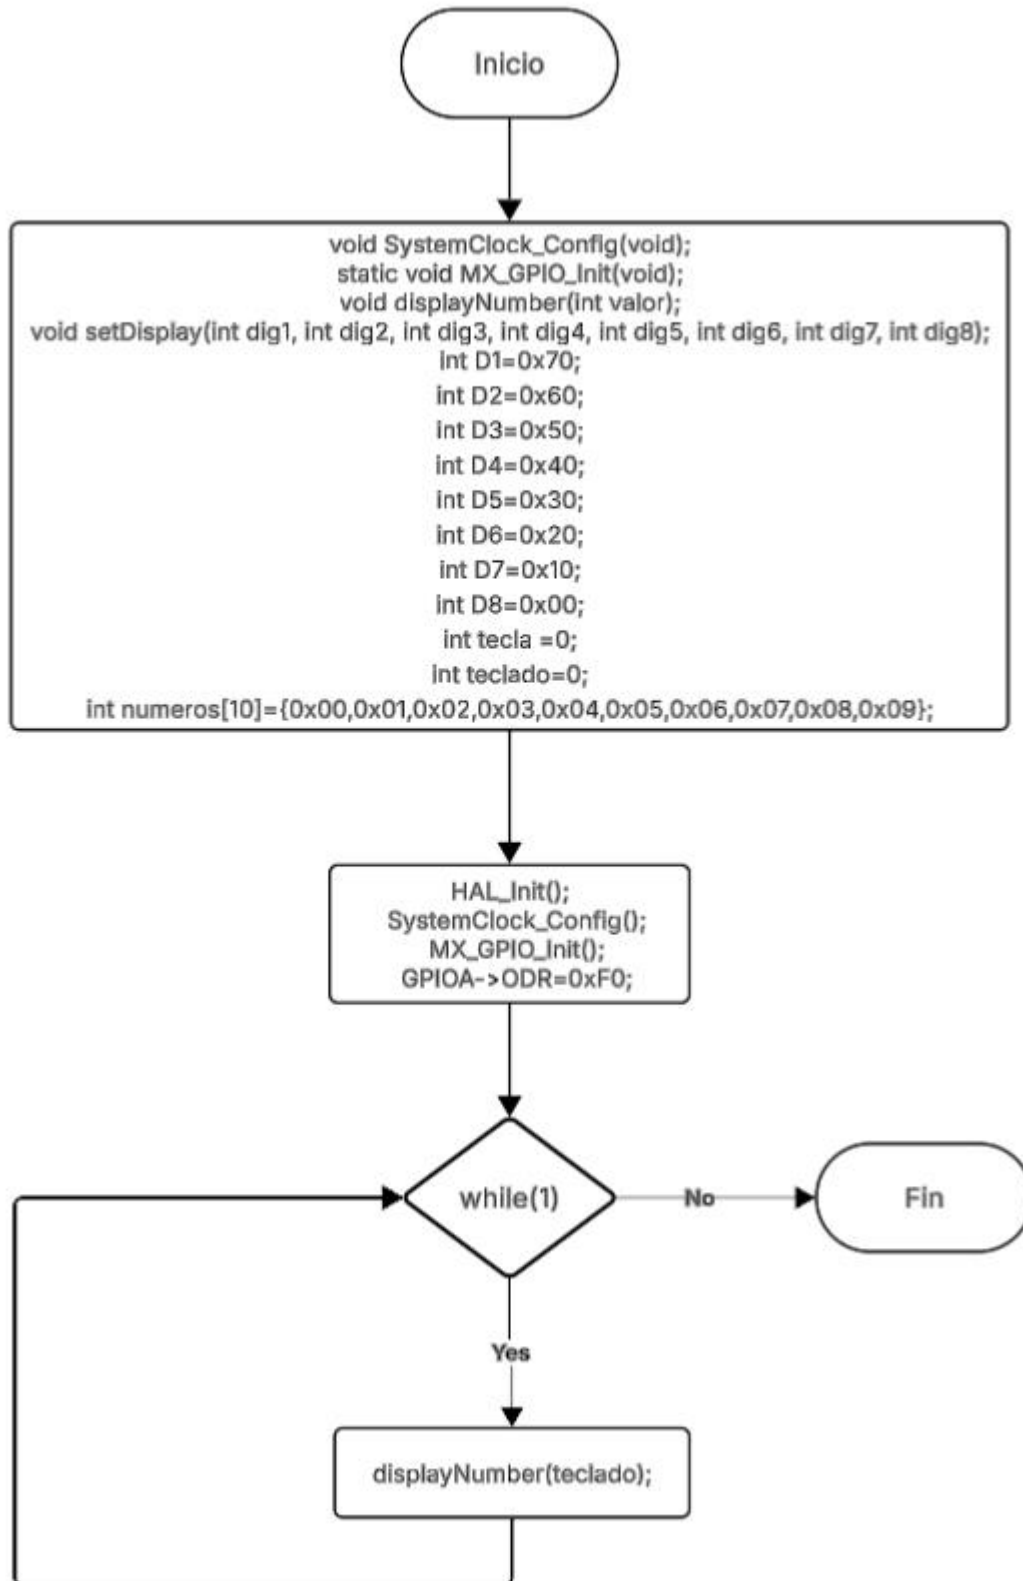 Inicio
void SystemClock_Config(void);
static void MX_GPIO_Init(void);
void displayNumber(int valor);
void setDisplay(int dig1, int dig2, int dig3, int dig4, int dig5, int dig6, int dig7, int dig8);
int D1=0x70;
int D2=0x60;
int D3=0x50;
int D4=0x40;
int D5=0x30;
int D6=0x20;
int D7=0x10;
int D8=0x00;
int tecla =0;
int teclado=0;
int numeros[10]={0x00,0x01,0x02,0x03,0x04,0x05,0x06,0x07,0x08,0x09};
HAL_Init();
SystemClock_Config();
MX_GPIO_Init();
GPIOA->ODR=0xF0;
while(1)
No
Fin
Yes
displayNumber(teclado);